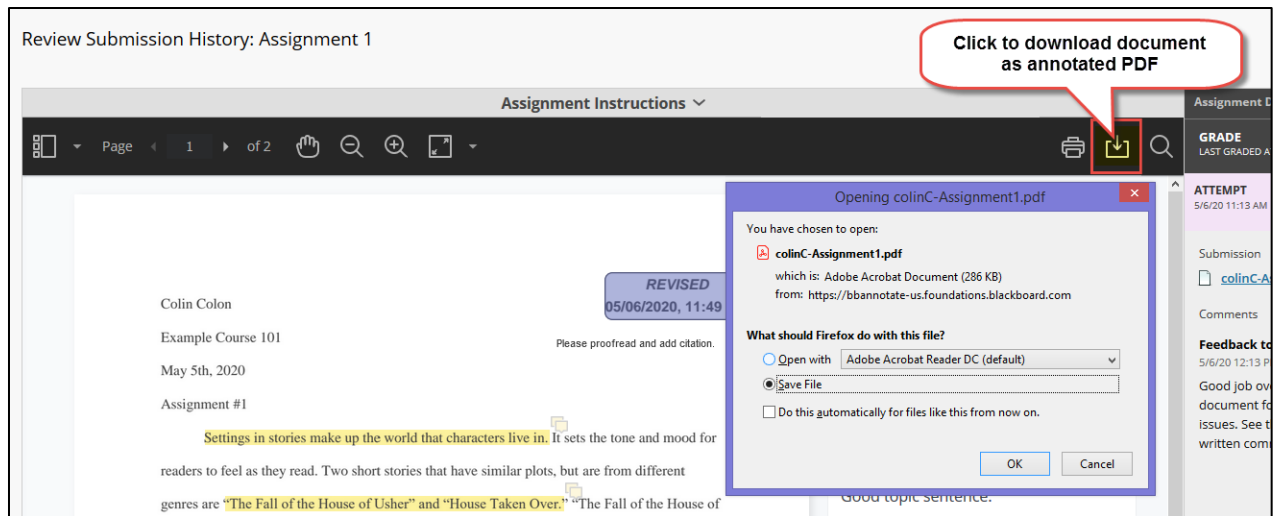 Review Submission History: Assignment 1
Click to download document
as annotated PDF
Assignment Instructions
Assignment
Page 1 of 2
GRADE
LAST GRADED
ATTEMPT
5/6/20 11:13 AM
Opening colinC-Assignment1.pdf
You have chosen to open:
colinC-Assignment1.pdf
which is: Adobe Acrobat Document (286 KB)
from: https://bbannotate-us.foundations.blackboard.com
What should Firefox do with this file?
Open with Adobe Acrobat Reader DC (default)
Save File
Do this automatically for files like this from now on.
OK Cancel
REVISED
05/06/2020, 11:49
Please proofread and add citation.
Colin Colon
Example Course 101
May 5th, 2020
Assignment #1
Settings in stories make up the world that characters live in. It sets the tone and mood for
readers to feel as they read. Two short stories that have similar plots, but are from different
genres are “The Fall of the House of Usher” and “House Taken Over.” “The Fall of the House of
Good topic sentence.
Submission
colinC-
Comments
Feedback to
5/6/20 12:13
Good job
document
issues. See
written